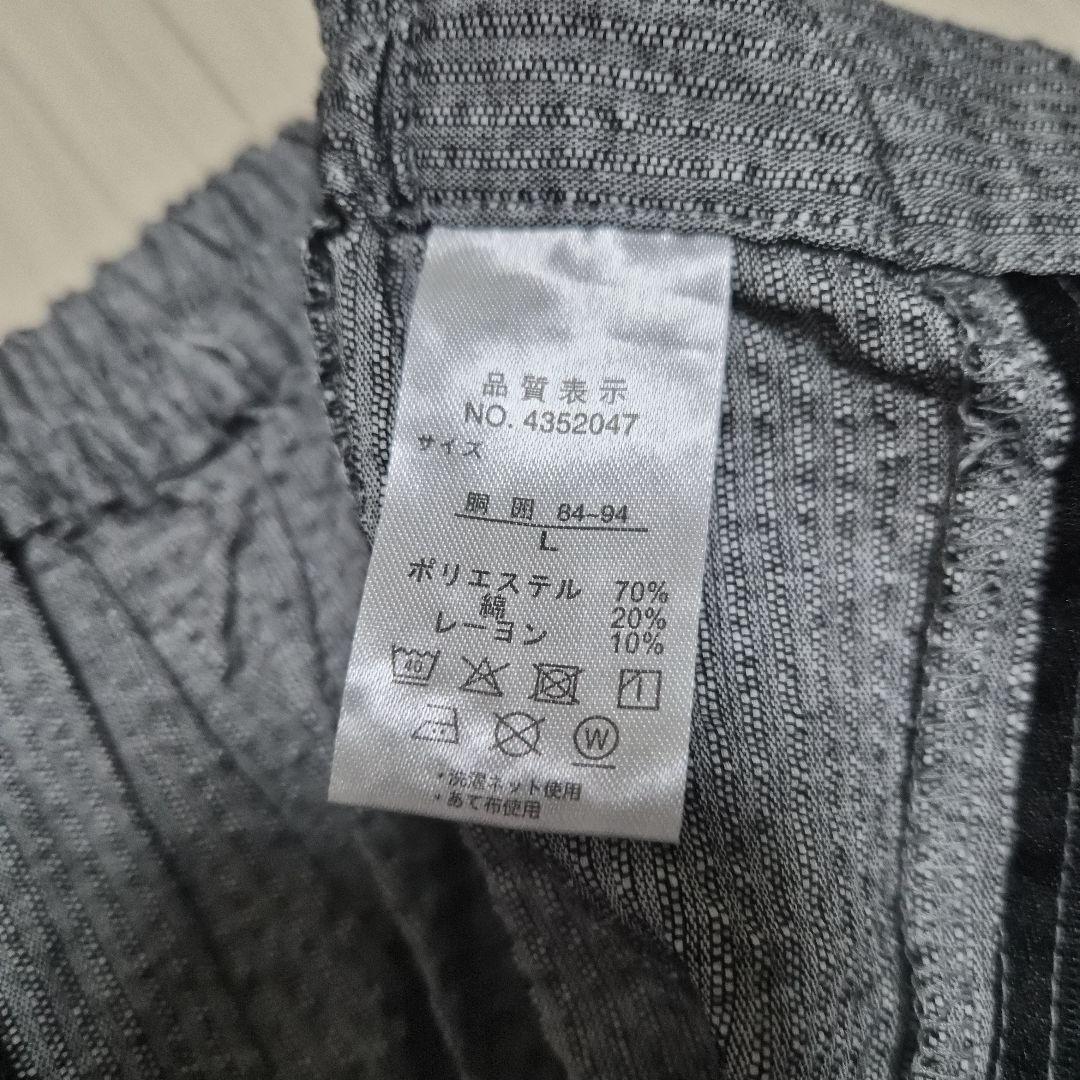 品質表示
NO. 4352047
サイズ
胴囲 84~94
L
ポリエステル 70%
綿 20%
レーヨン 10%
40
W
・洗濯ネット使用
・あて布使用